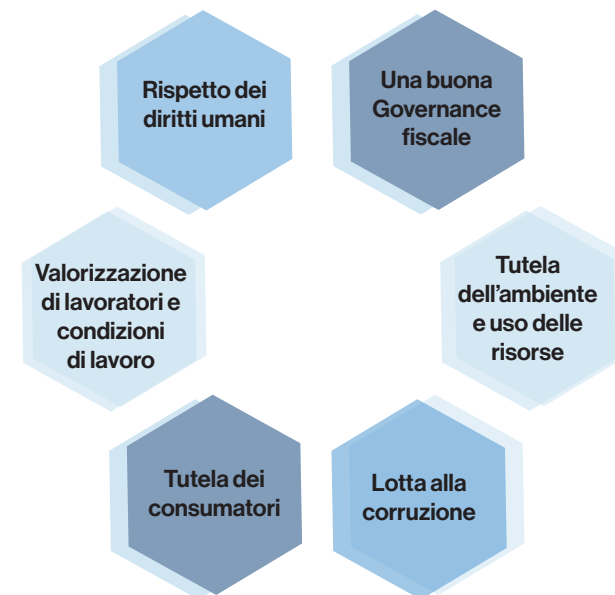 Rispetto dei
diritti umani
Una buona
Governance
fiscale
Valorizzazione
di lavoratori e
condizioni
di lavoro
Tutela
dell’ambiente
e uso delle
risorse
Tutela dei
consumatori
Lotta alla
corruzione